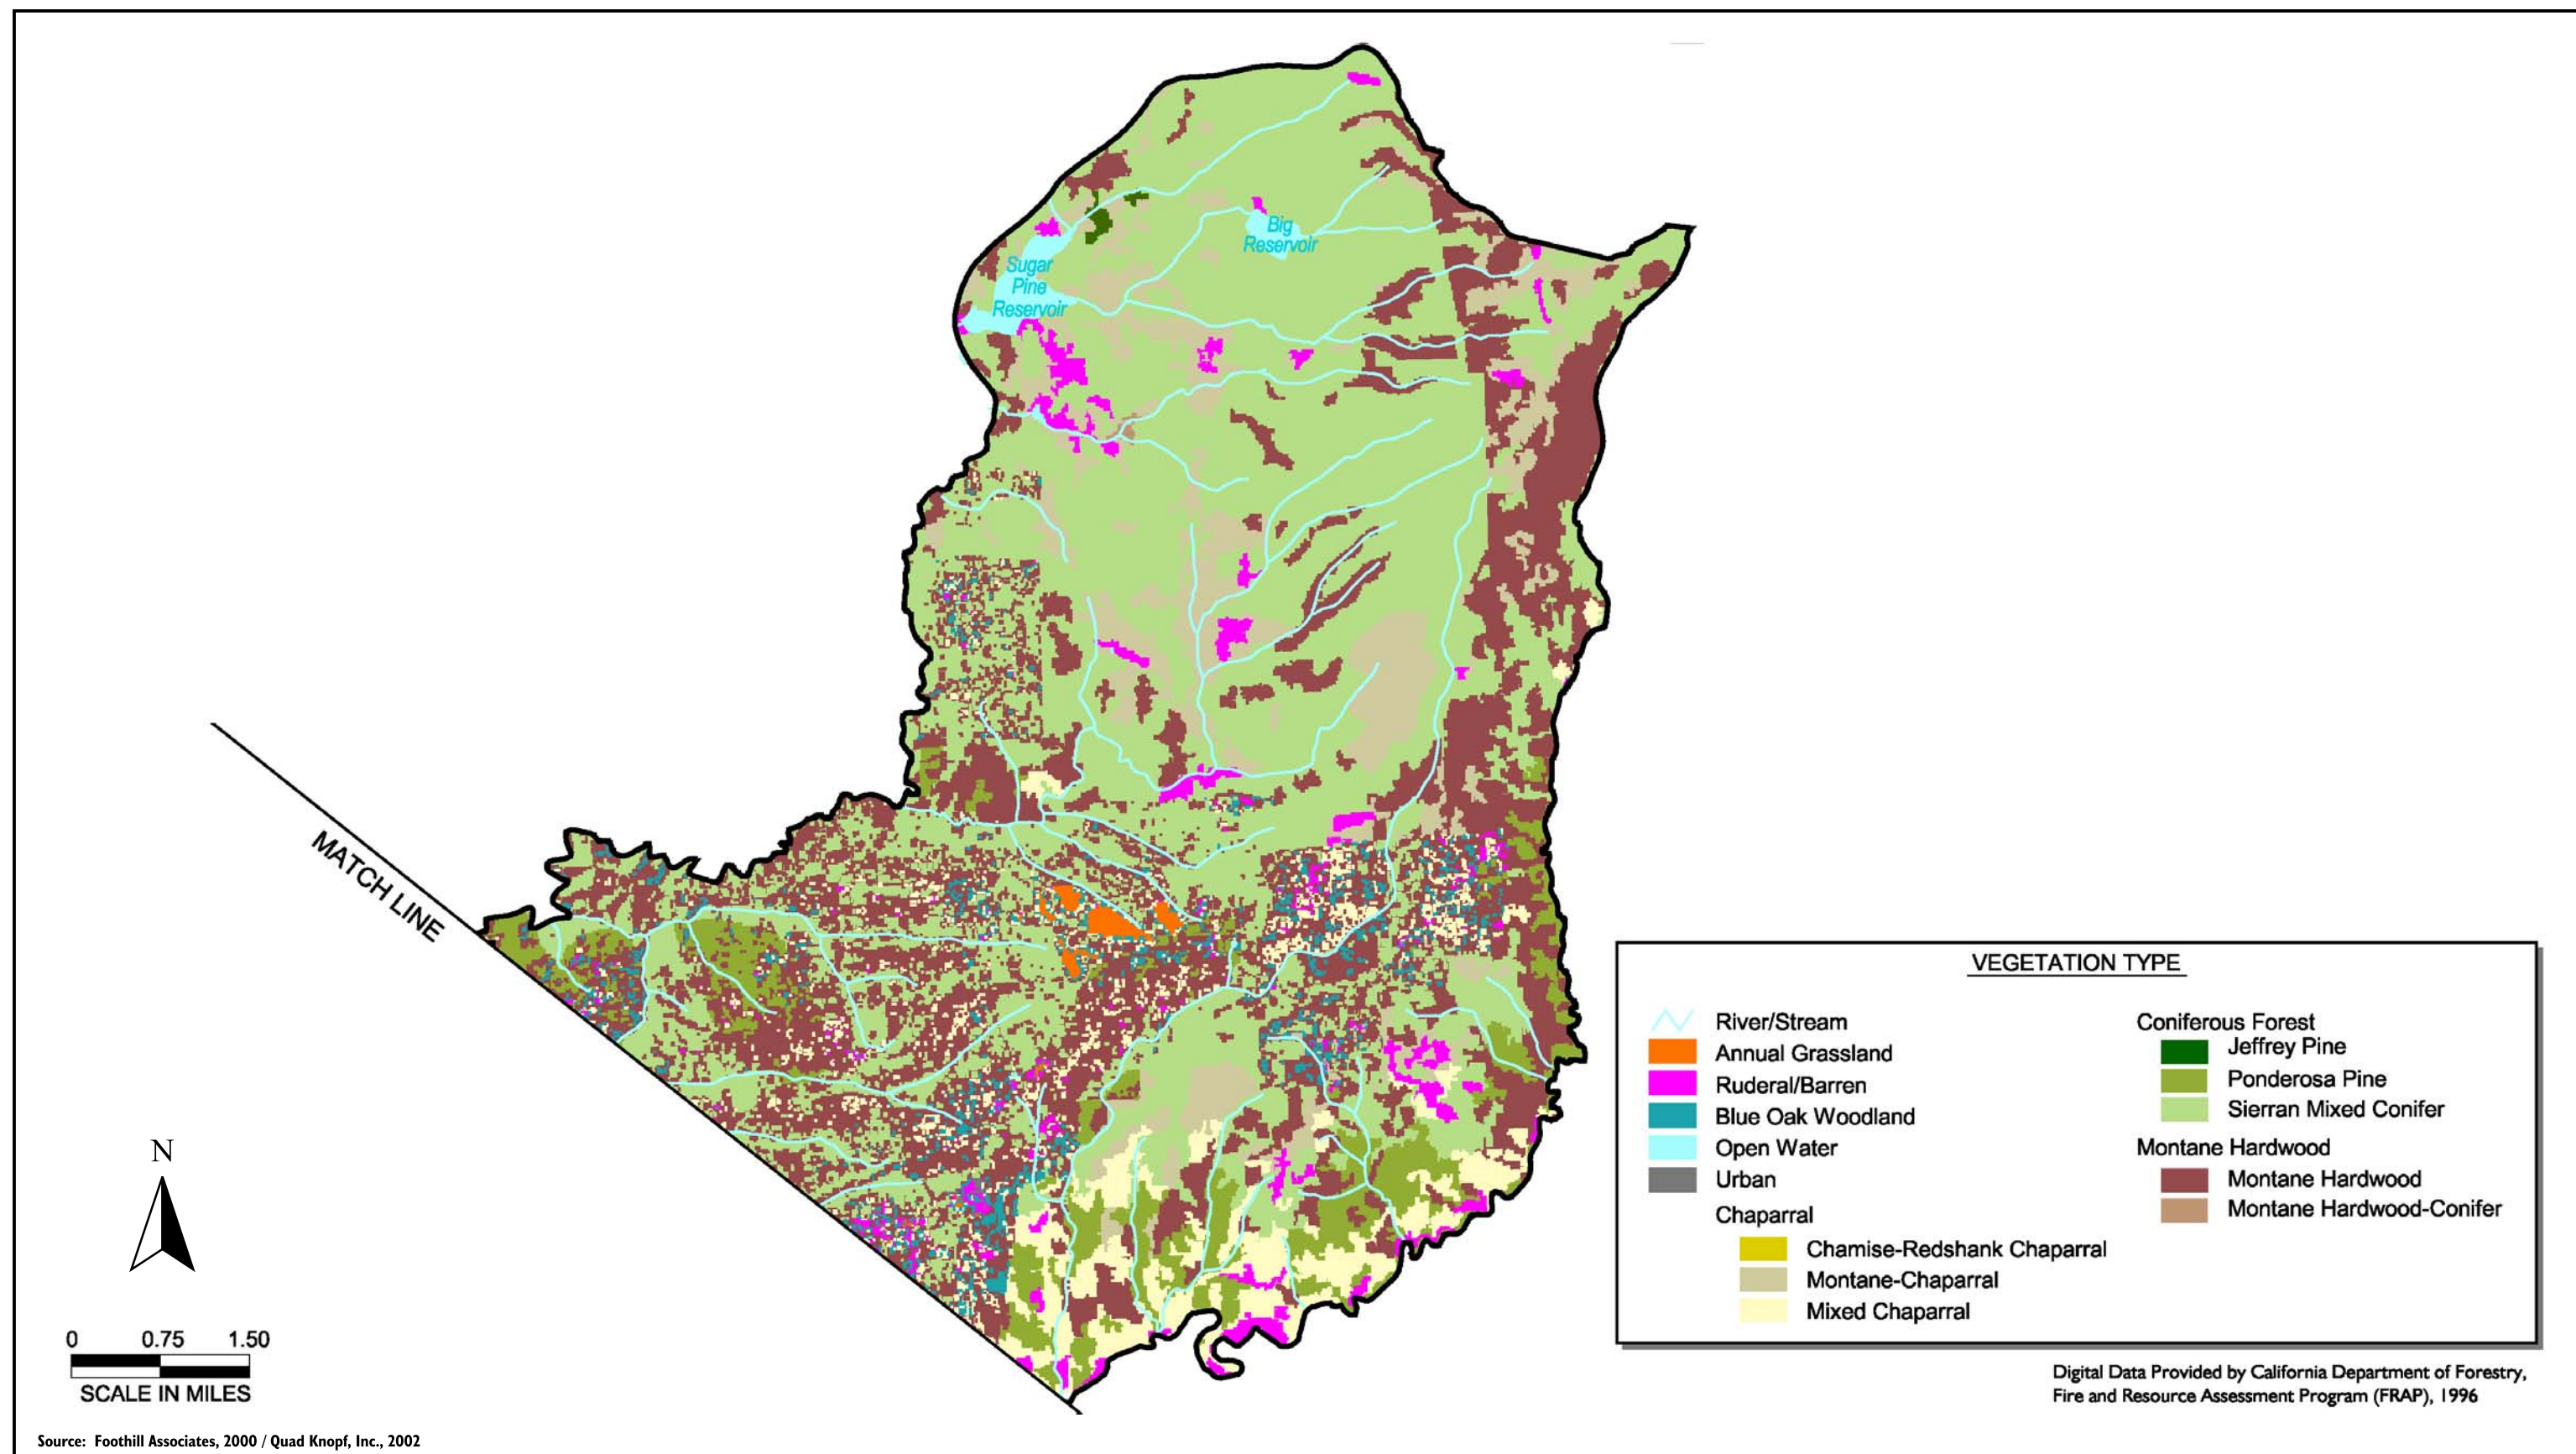 Big
Reservoir
Sugar
Pine
Reservoir
MATCH LINE
VEGETATION TYPE
River/Stream
Annual Grassland
Ruderal/Barren
Blue Oak Woodland
Open Water
Urban
Chaparral
Chamise-Redshank Chaparral
Montane-Chaparral
Mixed Chaparral
Coniferous Forest
Jeffrey Pine
Ponderosa Pine
Sierran Mixed Conifer
Montane Hardwood
Montane Hardwood
Montane Hardwood-Conifer
N
0 0.75 1.50
SCALE IN MILES
Digital Data Provided by California Department of Forestry,
Fire and Resource Assessment Program (FRAP), 1996
Source: Foothill Associates, 2000 / Quad Knopf, Inc., 2002